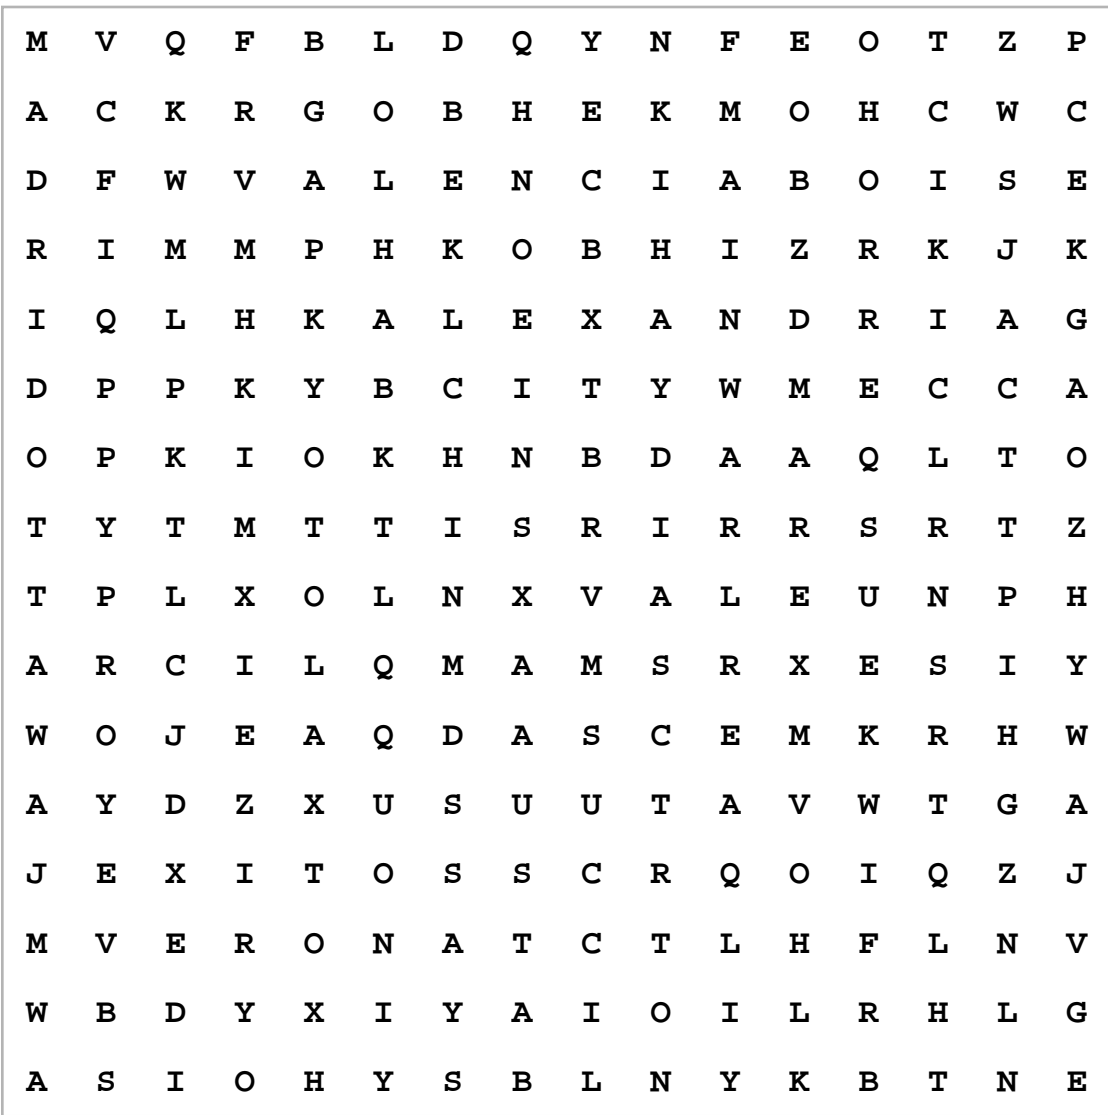 M V Q F B L D Q Y N F E O T Z P
A C K R G O B H E K M O H C W C
D F W V A L E N C I A B O I S E
R I M M P H K O B H I Z R K J K
I Q L H K A L E X A N D R I A G
D P P K Y B C I T Y W M E C C A
O P K I O K H N B D A A Q L T O
T Y T M T T I S R I R R S R T Z
T P L X O L N X V A L E U N P H
A R C I L Q M A M S R X E S I Y
W O J E A Q D A S C E M K R H W
A Y D Z X U S U U T A V W T G A
J E X I T O S S C R Q O I Q Z J
M V E R O N A T C T L H F L N V
W B D Y X I Y A I O I L R H L G
A S I O H Y S B L N Y K B T N E